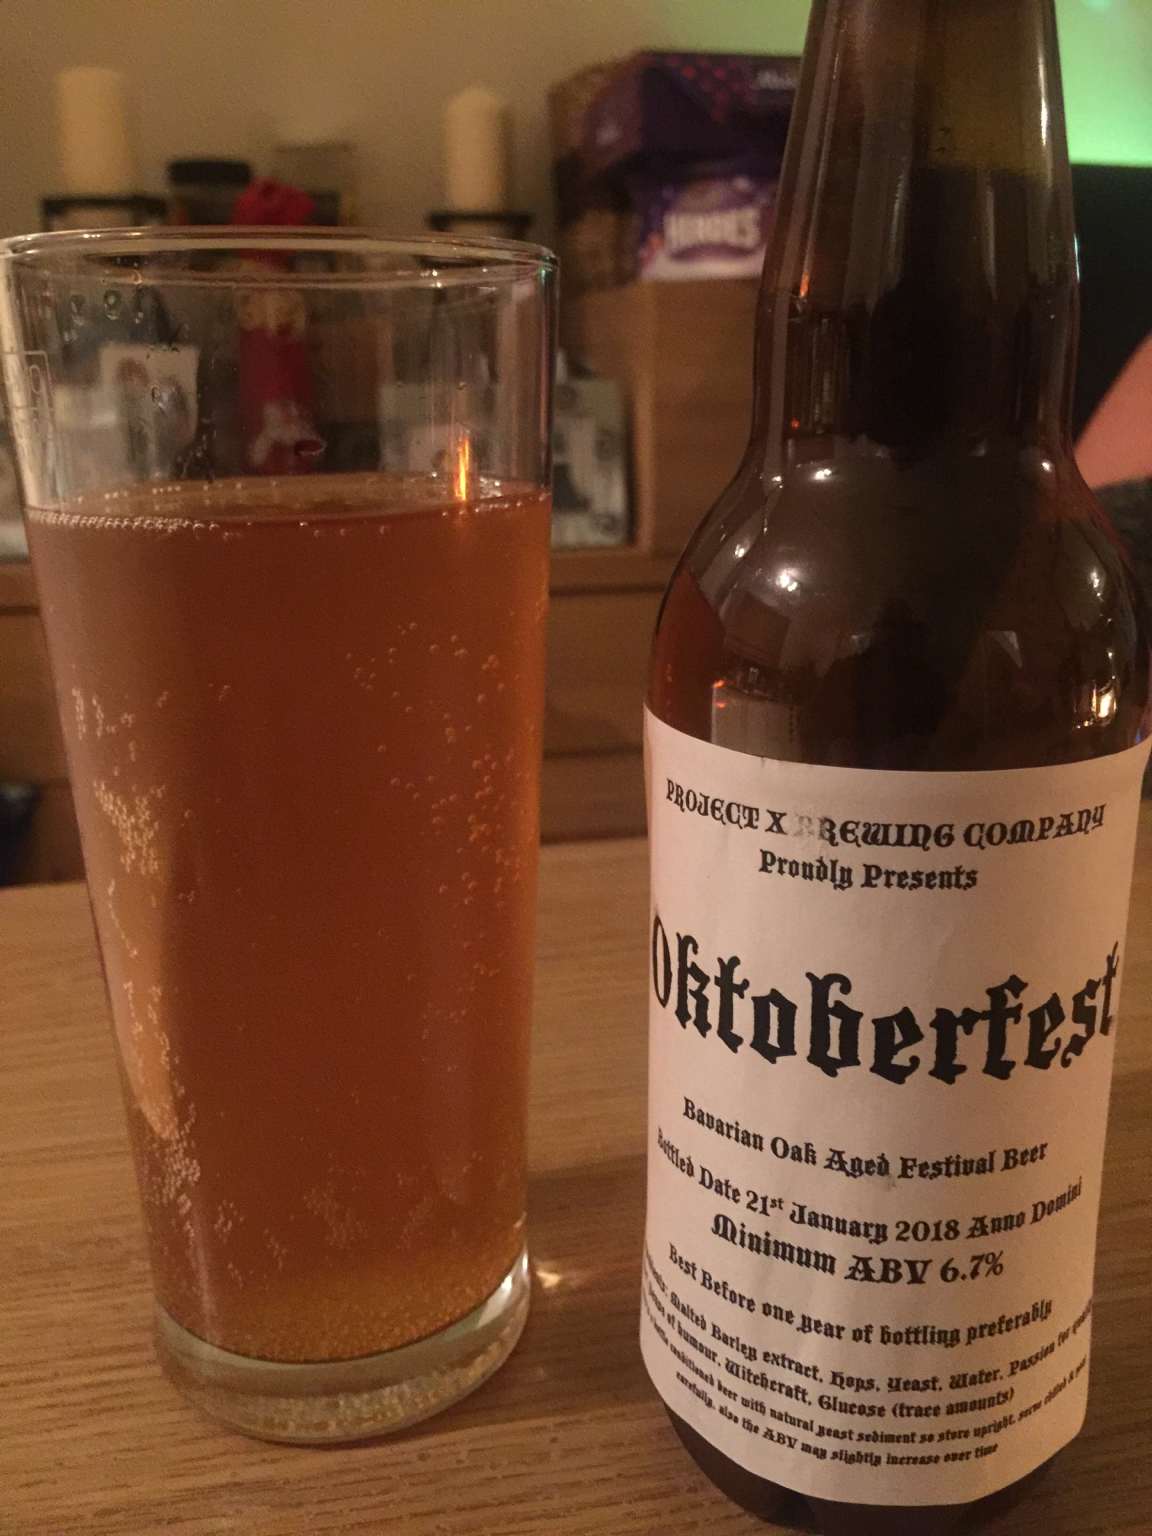 HEROES
PROJECT X BREWING COMPANY
Proudly Presents
Oktoberfest
Bavarian Oak Aged Festival Beer
Bottled Date 21st January 2018 Anno Domini
Minimum ABV 6.7%
Best Before one year of bottling preferably
Malted Barley extract, Hops, Yeast, Water, Passion for
of humour, Witchcraft, Glucose (trace amounts)
conditioned beer with natural yeast sediment so store upright, serve chilled &
carefully, also the ABV may slightly increase over time